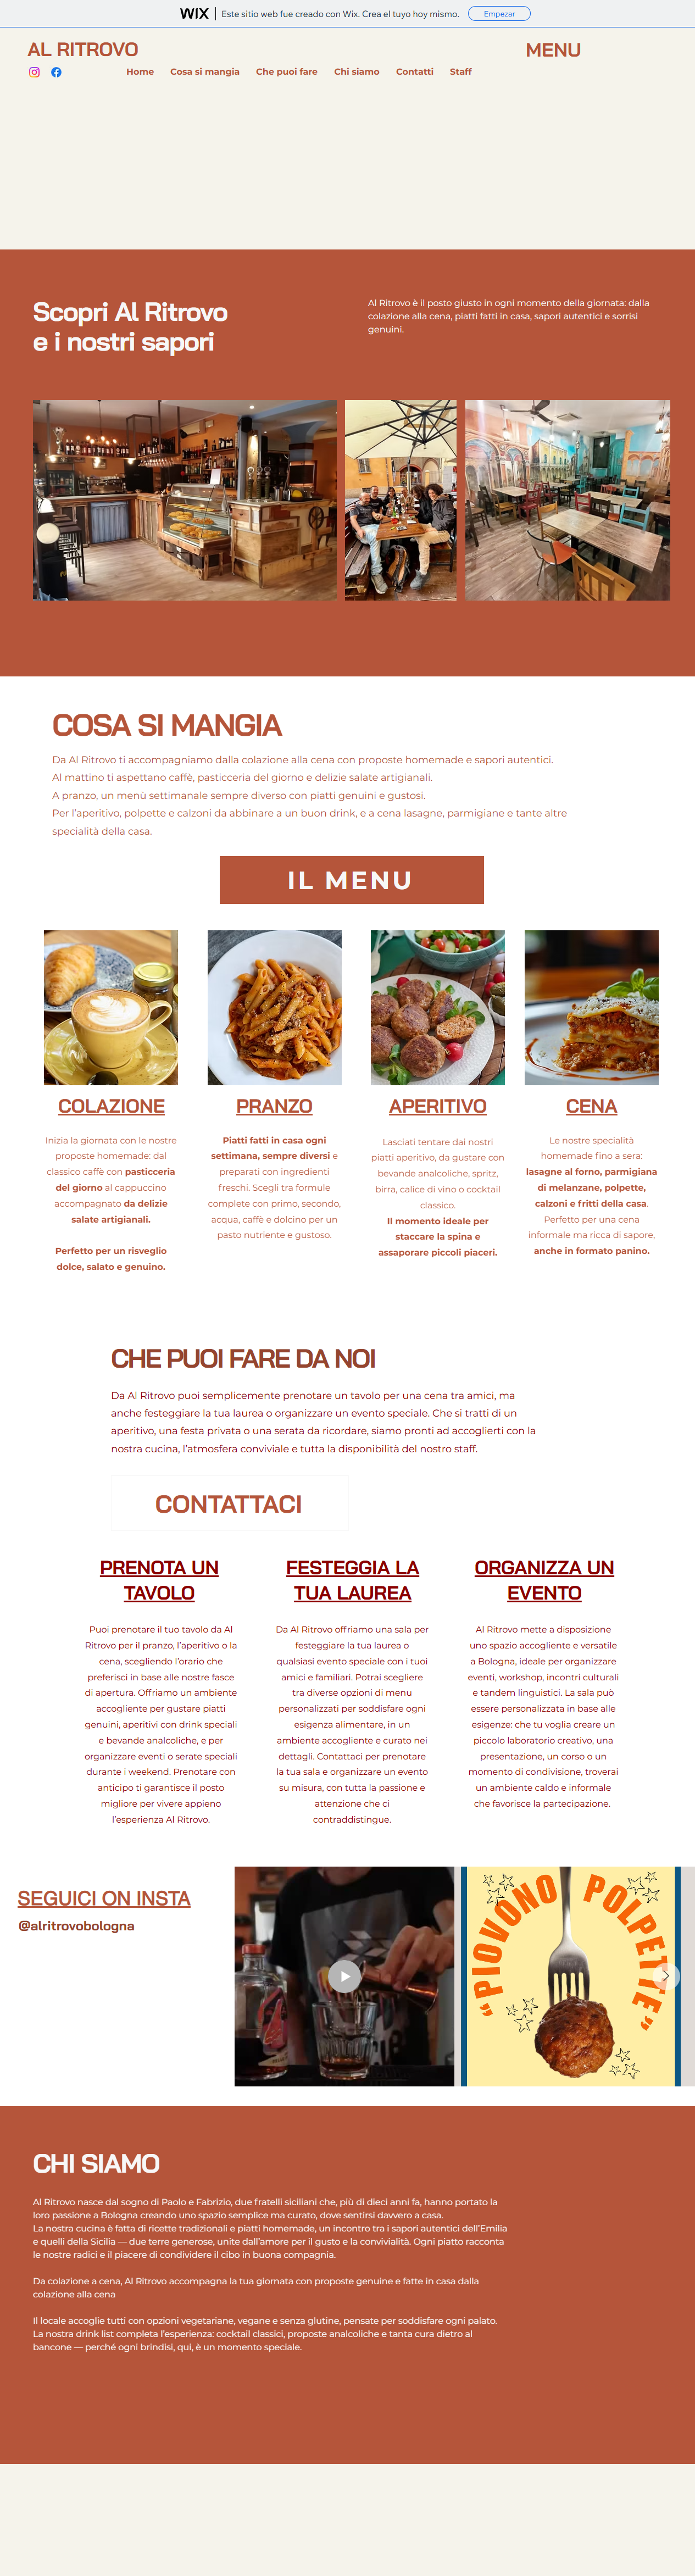 WIX
Este sitio web fue creado con Wix. Crea el tuyo hoy mismo.
Empezar
AL RITROVO
MENU
Home
Cosa si mangia
Che puoi fare
Chi siamo
Contatti
Staff
Scopri Al Ritrovo
e i nostri sapori
Al Ritrovo è il posto giusto in ogni momento della giornata: dalla
colazione alla cena, piatti fatti in casa, sapori autentici e sorrisi
genuini.
COSA SI MANGIA
Da Al Ritrovo ti accompagniamo dalla colazione alla cena con proposte homemade e sapori autentici.
Al mattino ti aspettano caffè, pasticceria del giorno e delizie salate artigianali.
A pranzo, un menù settimanale sempre diverso con piatti genuini e gustosi.
Per l'aperitivo, polpette e calzoni da abbinare a un buon drink, e a cena lasagne, parmigiane e tante altre
specialità della casa.
IL MENU
COLAZIONE
Inizia la giornata con le nostre
proposte homemade: dal
classico caffè con pasticceria
del giorno al cappuccino
accompagnato da delizie
salate artigianali.
Perfetto per un risveglio
dolce, salato e genuino.
PRANZO
Piatti fatti in casa ogni
settimana, sempre diversi e
preparati con ingredienti
freschi. Scegli tra formule
complete con primo, secondo,
acqua, caffè e dolcino per un
pasto nutriente e gustoso.
APERITIVO
Lasciati tentare dai nostri
piatti aperitivo, da gustare con
bevande analcoliche, spritz,
birra, calice di vino o cocktail
classico.
Il momento ideale per
staccare la spina e
assaporare piccoli piaceri.
CENA
Le nostre specialità
homemade fino a sera:
lasagne al forno, parmigiana
di melanzane, polpette,
calzoni e fritti della casa.
Perfetto per una cena
informale ma ricca di sapore,
anche in formato panino.
CHE PUOI FARE DA NOI
Da Al Ritrovo puoi semplicemente prenotare un tavolo per una cena tra amici, ma
anche festeggiare la tua laurea o organizzare un evento speciale. Che si tratti di un
aperitivo, una festa privata o una serata da ricordare, siamo pronti ad accoglierti con la
nostra cucina, l'atmosfera conviviale e tutta la disponibilità del nostro staff.
CONTATTACI
PRENOTA UN
TAVOLO
Puoi prenotare il tuo tavolo da Al
Ritrovo per il pranzo, l'aperitivo o la
cena, scegliendo l'orario che
preferisci in base alle nostre fasce
di apertura. Offriamo un ambiente
accogliente per gustare piatti
genuini, aperitivi con drink speciali
e bevande analcoliche, e per
organizzare eventi o serate speciali
durante i weekend. Prenotare con
anticipo ti garantisce il posto
migliore per vivere appieno
l'esperienza Al Ritrovo.
FESTEGGIA LA
TUA LAUREA
Da Al Ritrovo offriamo una sala per
festeggiare la tua laurea o
qualsiasi evento speciale con i tuoi
amici e familiari. Potrai scegliere
tra diverse opzioni di menu
personalizzati per soddisfare ogni
esigenza alimentare, in un
ambiente accogliente e curato nei
dettagli. Contattaci per prenotare
la tua sala e organizzare un evento
su misura, con tutta la passione e
attenzione che ci
contraddistingue.
ORGANIZZA UN
EVENTO
Al Ritrovo mette a disposizione
uno spazio accogliente e versatile
a Bologna, ideale per organizzare
eventi, workshop, incontri culturali
e tandem linguistici. La sala può
essere personalizzata in base alle
esigenze: che tu voglia creare un
piccolo laboratorio creativo, una
presentazione, un corso o un
momento di condivisione, troverai
un ambiente caldo e informale
che favorisce la partecipazione.
SEGUICI ON INSTA
@alritrovobologna
"PIOVONO POLPETTE"
CHI SIAMO
Al Ritrovo nasce dal sogno di Paolo e Fabrizio, due fratelli siciliani che, più di dieci anni fa, hanno portato la
loro passione a Bologna creando uno spazio semplice ma curato, dove sentirsi davvero a casa.
La nostra cucina è fatta di ricette tradizionali e piatti homemade, un incontro tra i sapori autentici dell'Emilia
e quelli della Sicilia — due terre generose, unite dall'amore per il gusto e la convivialità. Ogni piatto racconta
le nostre radici e il piacere di condividere il cibo in buona compagnia.
Da colazione a cena, Al Ritrovo accompagna la tua giornata con proposte genuine e fatte in casa dalla
colazione alla cena
Il locale accoglie tutti con opzioni vegetariane, vegane e senza glutine, pensate per soddisfare ogni palato.
La nostra drink list completa l'esperienza: cocktail classici, proposte analcoliche e tanta cura dietro al
bancone — perché ogni brindisi, qui, è un momento speciale.